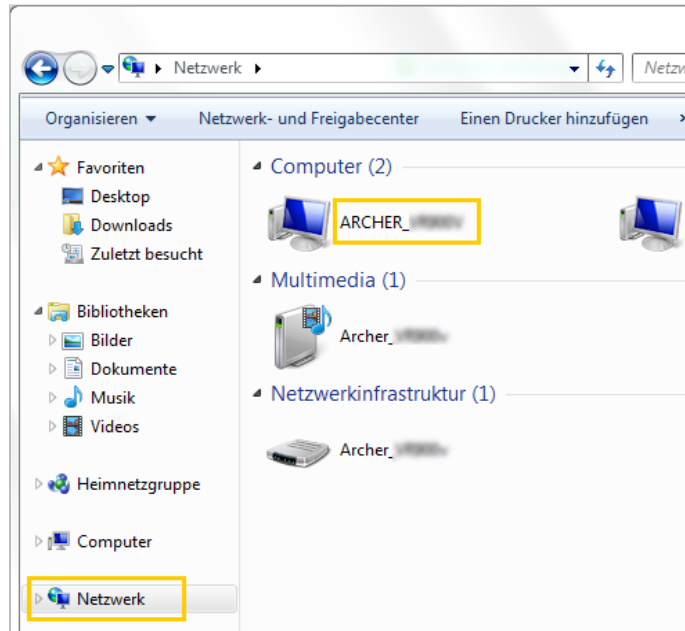 Netzwerk
Netzw
Organisieren Netzwerk- und Freigabecenter Einen Drucker hinzufügen
Favoriten
Desktop
Downloads
Zuletzt besucht
Bibliotheken
Bilder
Dokumente
Musik
Videos
Heimnetzgruppe
Computer
Netzwerk
Computer (2)
ARCHER_
Multimedia (1)
Archer_
Netzwerkinfrastruktur (1)
Archer_